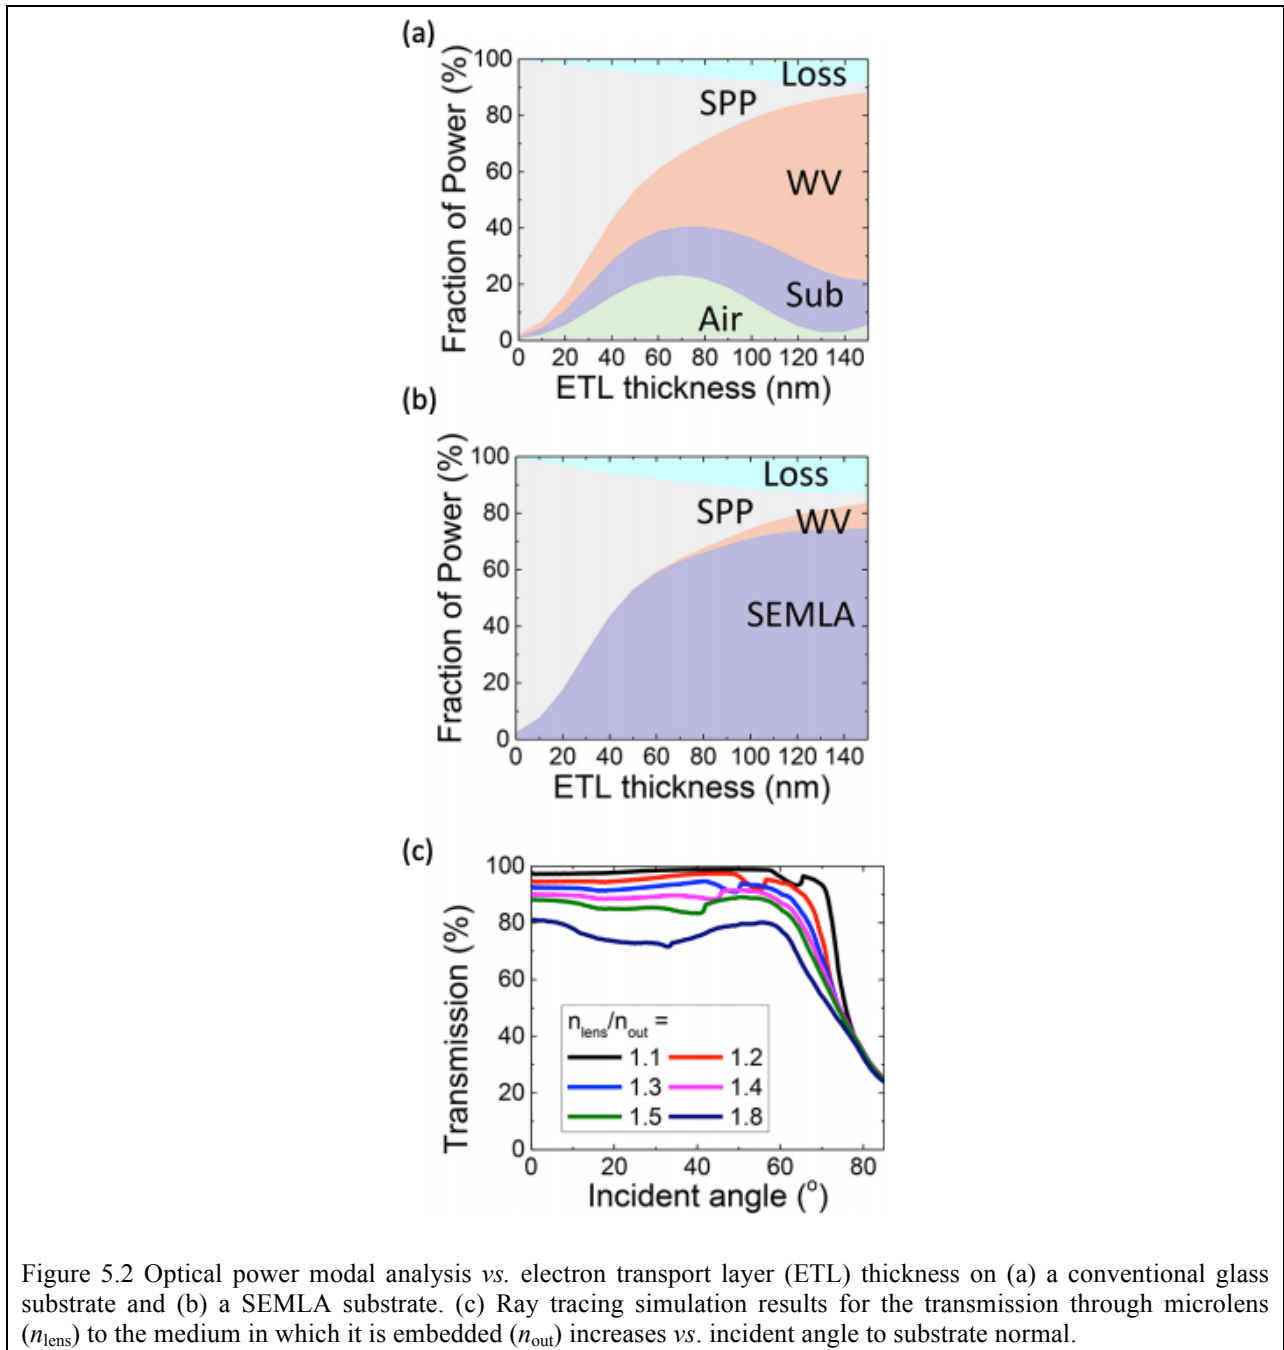 (a)
Fraction of Power (%)
100
80
60
40
20
0
Loss
SPP
WV
Sub
Air
0 20 40 60 80 100 120 140
ETL thickness (nm)
(b)
Fraction of Power (%)
100
80
60
40
20
0
Loss
SPP
WV
SEMLA
0 20 40 60 80 100 120 140
ETL thickness (nm)
(c)
Transmission (%)
100
80
60
40
20
0
n_lens/n_out =
1.1 1.2
1.3 1.4
1.5 1.8
0 20 40 60 80
Incident angle (°)
Figure 5.2 Optical power modal analysis vs. electron transport layer (ETL) thickness on (a) a conventional glass
substrate and (b) a SEMLA substrate. (c) Ray tracing simulation results for the transmission through microlens
(n_lens) to the medium in which it is embedded (n_out) increases vs. incident angle to substrate normal.